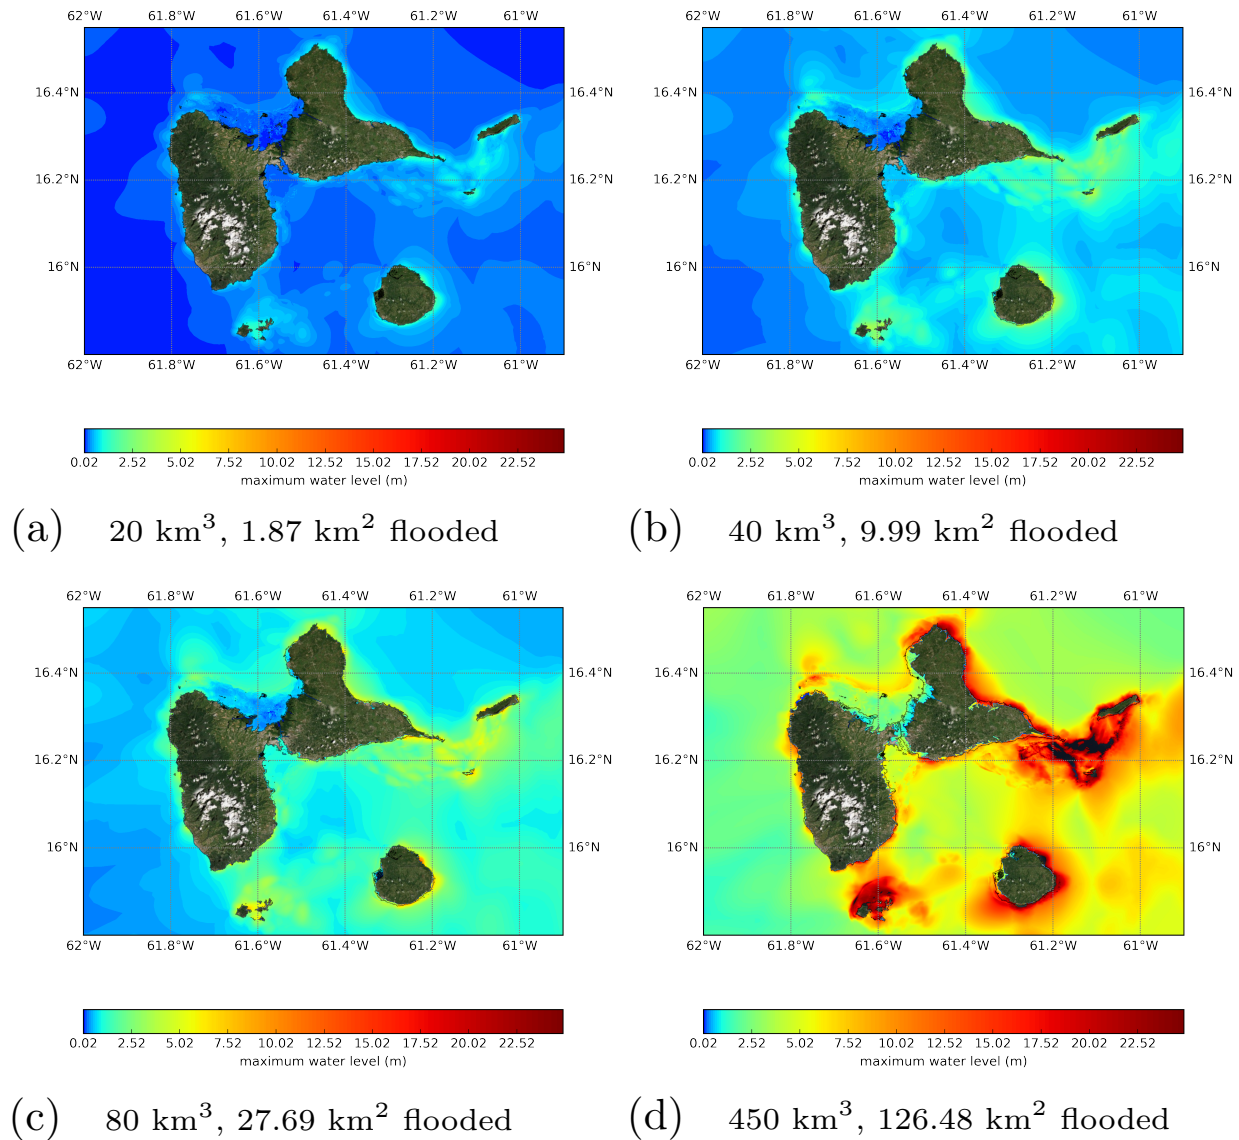 62°W 61.8°W 61.6°W 61.4°W 61.2°W 61°W
16.4°N 16.4°N
16.2°N 16.2°N
16°N 16°N
62°W 61.8°W 61.6°W 61.4°W 61.2°W 61°W
0.02 2.52 5.02 7.52 10.02 12.52 15.02 17.52 20.02 22.52
maximum water level (m)
(a) 20 km³, 1.87 km² flooded
62°W 61.8°W 61.6°W 61.4°W 61.2°W 61°W
16.4°N 16.4°N
16.2°N 16.2°N
16°N 16°N
62°W 61.8°W 61.6°W 61.4°W 61.2°W 61°W
0.02 2.52 5.02 7.52 10.02 12.52 15.02 17.52 20.02 22.52
maximum water level (m)
(b) 40 km³, 9.99 km² flooded
62°W 61.8°W 61.6°W 61.4°W 61.2°W 61°W
16.4°N 16.4°N
16.2°N 16.2°N
16°N 16°N
62°W 61.8°W 61.6°W 61.4°W 61.2°W 61°W
0.02 2.52 5.02 7.52 10.02 12.52 15.02 17.52 20.02 22.52
maximum water level (m)
(c) 80 km³, 27.69 km² flooded
62°W 61.8°W 61.6°W 61.4°W 61.2°W 61°W
16.4°N 16.4°N
16.2°N 16.2°N
16°N 16°N
62°W 61.8°W 61.6°W 61.4°W 61.2°W 61°W
0.02 2.52 5.02 7.52 10.02 12.52 15.02 17.52 20.02 22.52
maximum water level (m)
(d) 450 km³, 126.48 km² flooded